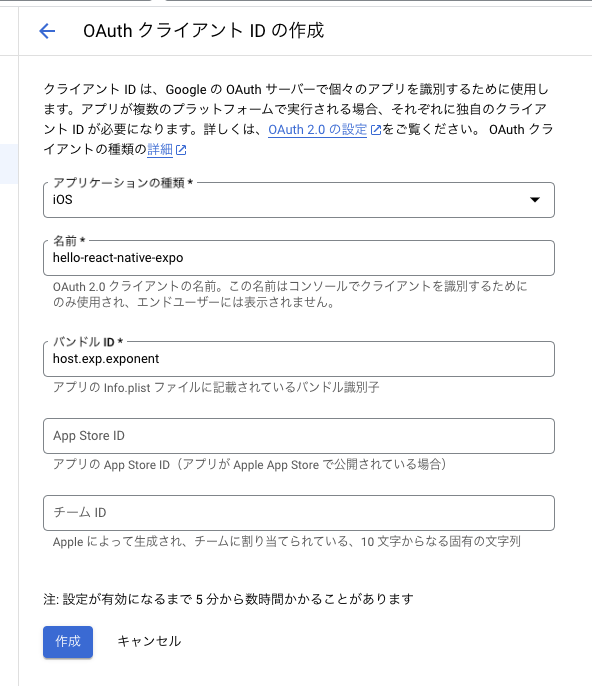 OAuth クライアント ID の作成
クライアント ID は、Google の OAuth サーバーで個々のアプリを識別するために使用し
ます。アプリが複数のプラットフォームで実行される場合、それぞれに独自のクライア
ント ID が必要になります。詳しくは、OAuth 2.0 の設定をご覧ください。 OAuth クラ
イアントの種類の詳細
アプリケーションの種類 *
iOS
名前 *
hello-react-native-expo
OAuth 2.0 クライアントの名前。この名前はコンソールでクライアントを識別するために
のみ使用され、エンドユーザーには表示されません。
バンドル ID *
host.exp.exponent
アプリの Info.plist ファイルに記載されているバンドル識別子
App Store ID
アプリの App Store ID（アプリが Apple App Store で公開されている場合）
チーム ID
Apple によって生成され、チームに割り当てられている、10 文字からなる固有の文字列
注: 設定が有効になるまで 5 分から数時間かかることがあります
作成
キャンセル